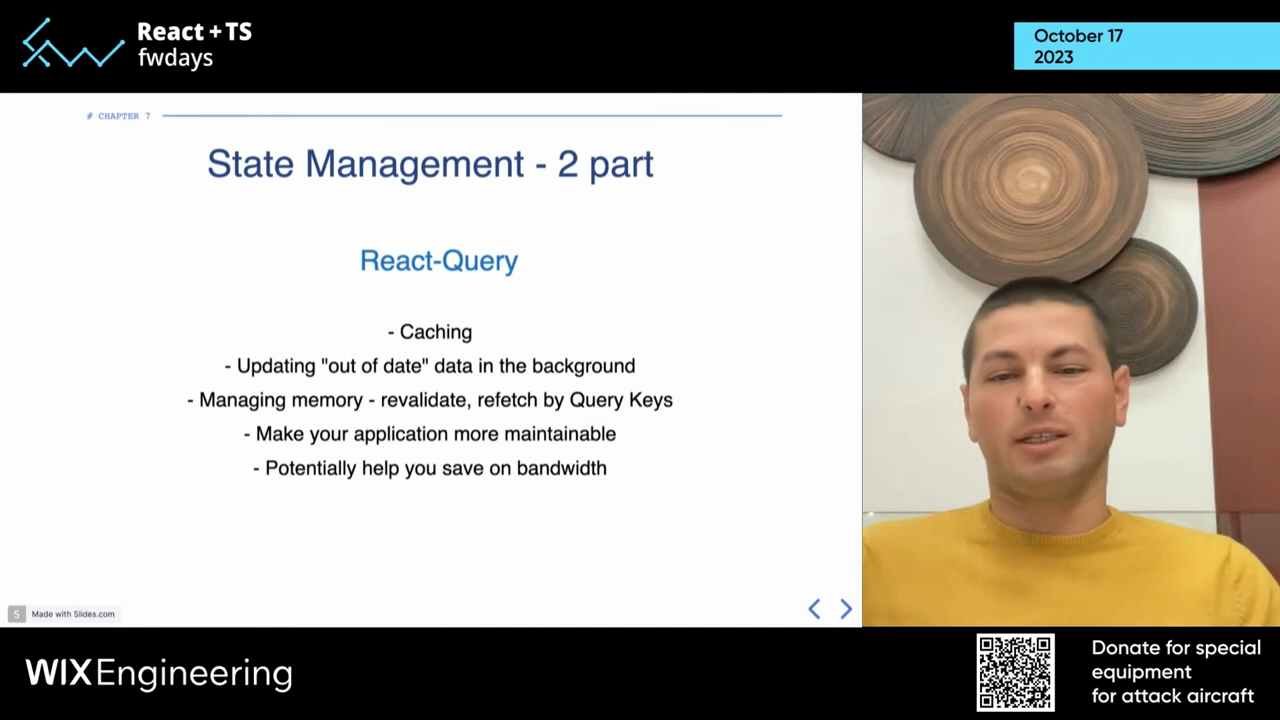 React + TS
fwdays
October 17
2023
# CHAPTER 7
State Management - 2 part
React-Query
- Caching
- Updating "out of date" data in the background
- Managing memory - revalidate, refetch by Query Keys
- Make your application more maintainable
- Potentially help you save on bandwidth
S Made with Slides.com
WIXEngineering
Donate for special
equipment
for attack aircraft